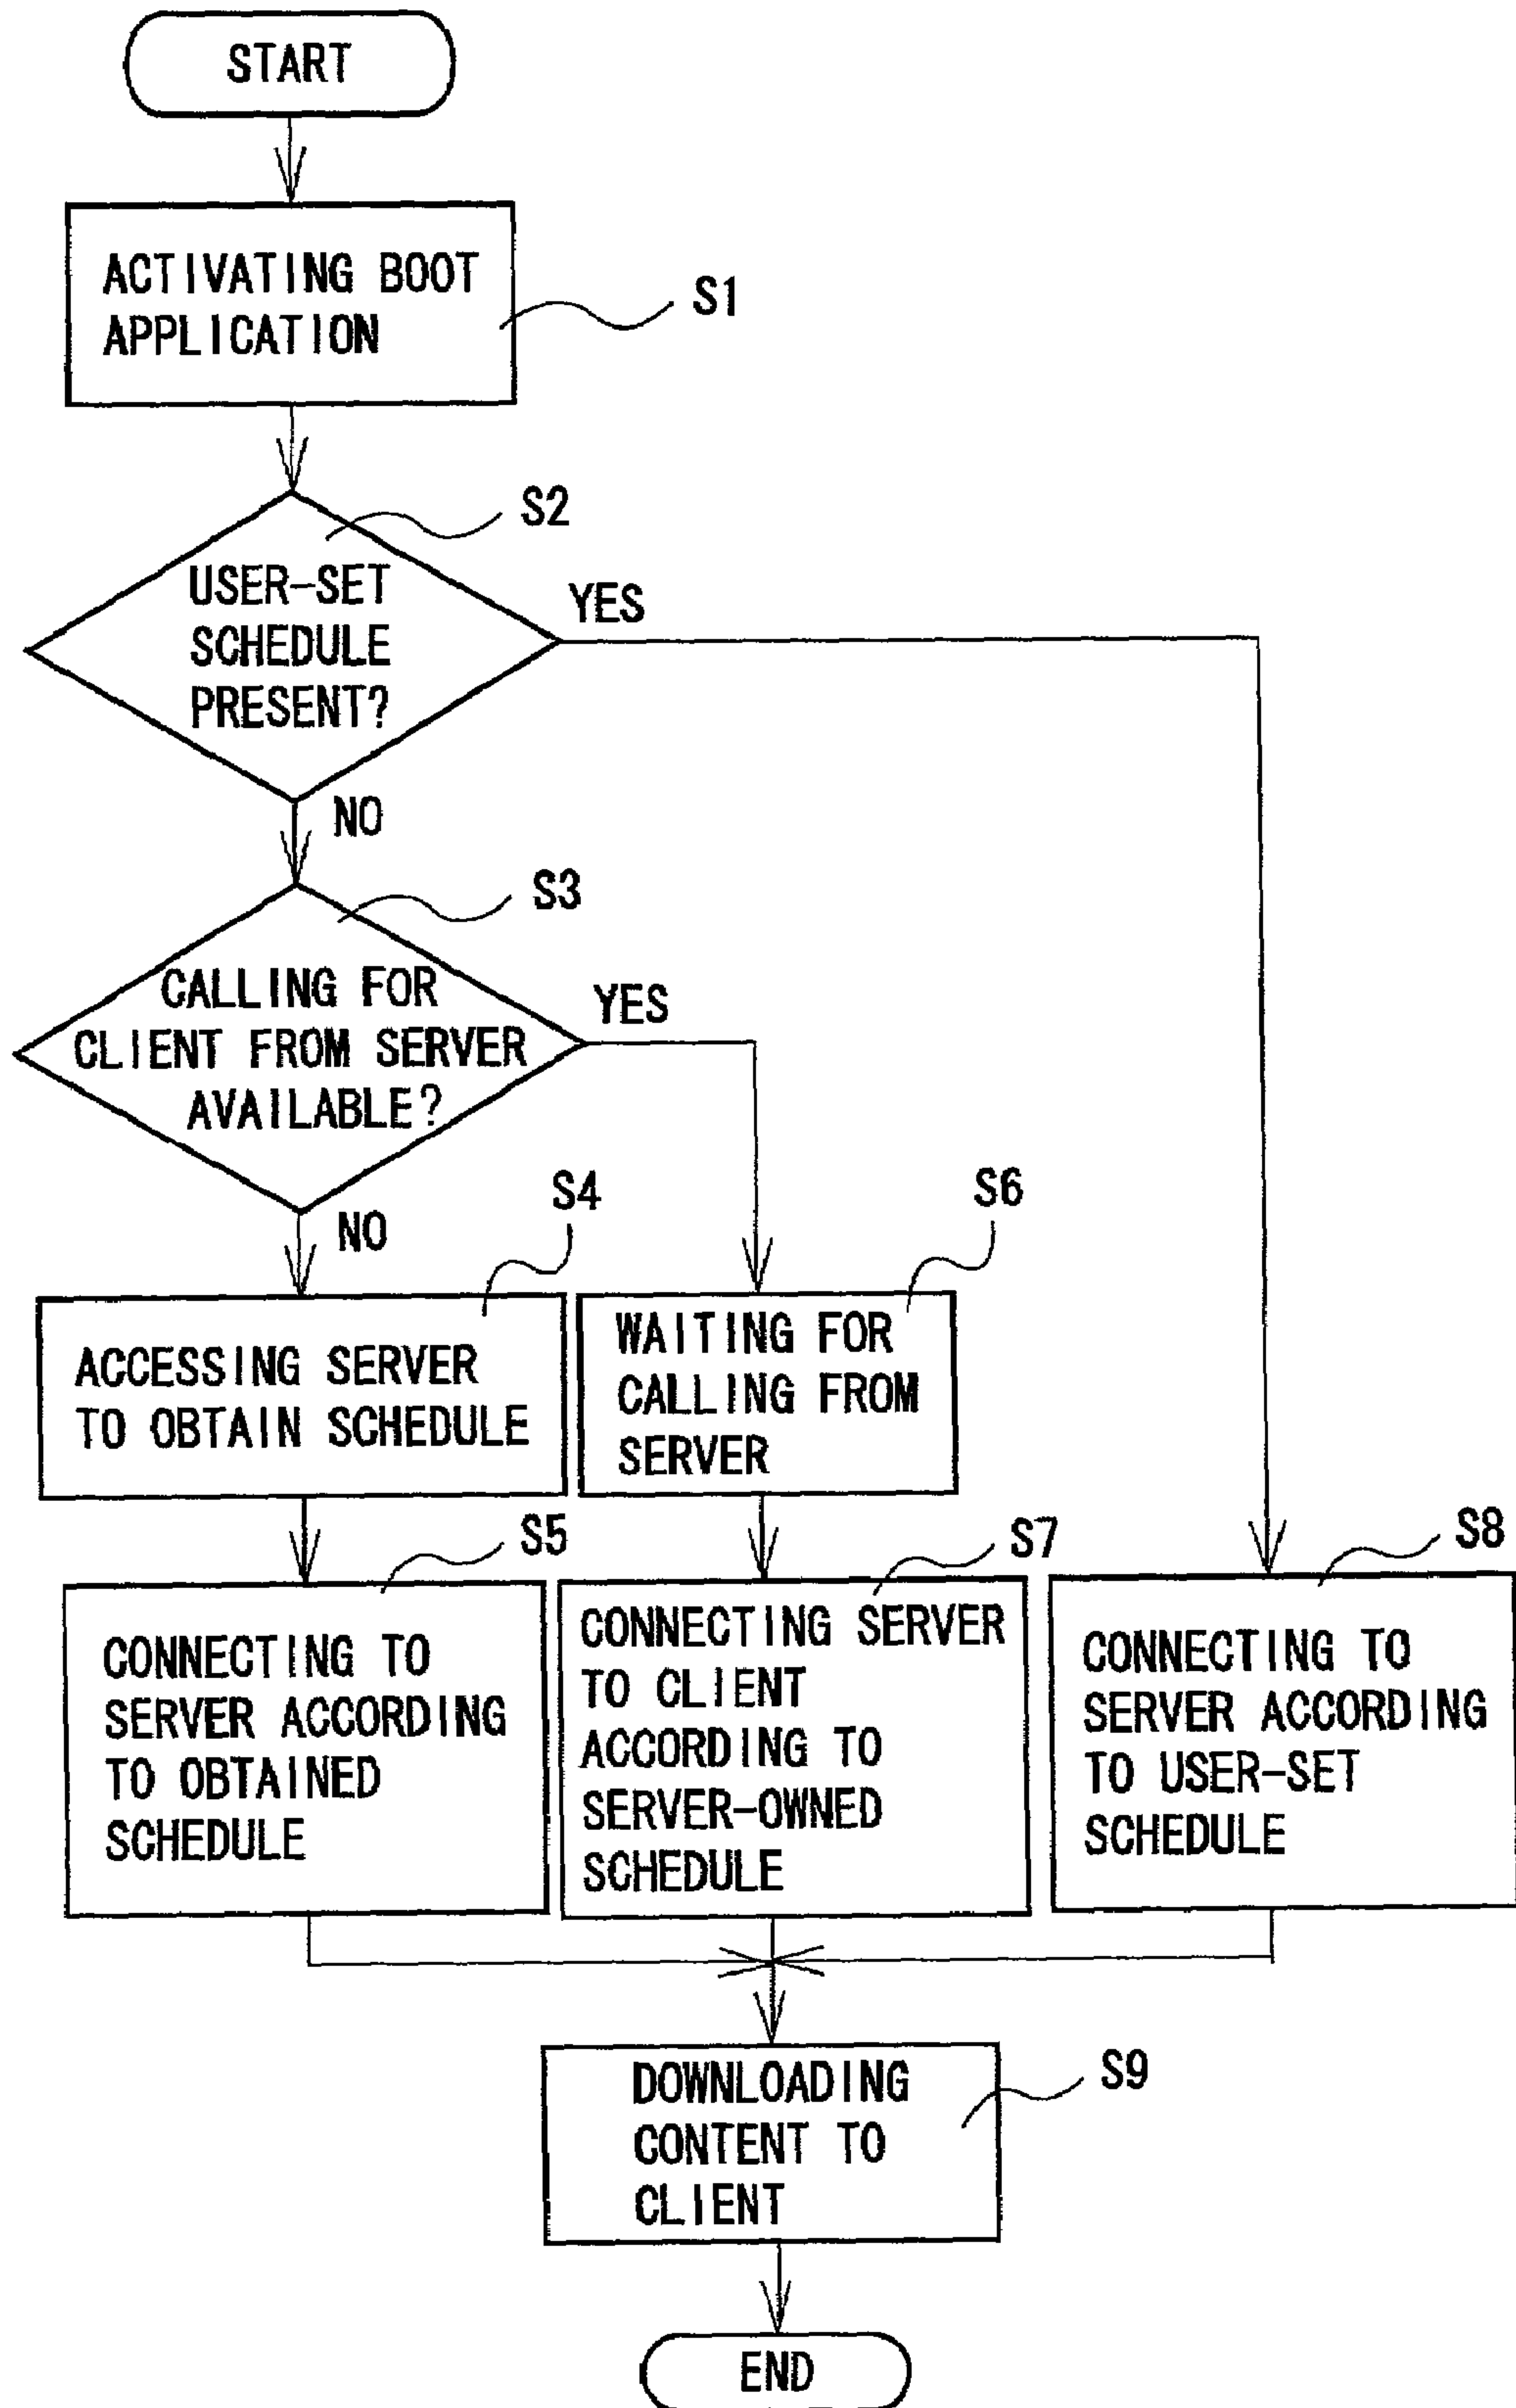 START
ACTIVATING BOOT
APPLICATION
S1
S2
USER-SET
SCHEDULE
PRESENT?
YES
NO
S3
CALLING FOR
CLIENT FROM SERVER
AVAILABLE?
YES
NO
S4
ACCESSING SERVER
TO OBTAIN SCHEDULE
S6
WAITING FOR
CALLING FROM
SERVER
S5
CONNECTING TO
SERVER ACCORDING
TO OBTAINED
SCHEDULE
S7
CONNECTING SERVER
TO CLIENT
ACCORDING TO
SERVER-OWNED
SCHEDULE
S8
CONNECTING TO
SERVER ACCORDING
TO USER-SET
SCHEDULE
DOWNLOADING
CONTENT TO
CLIENT
S9
END